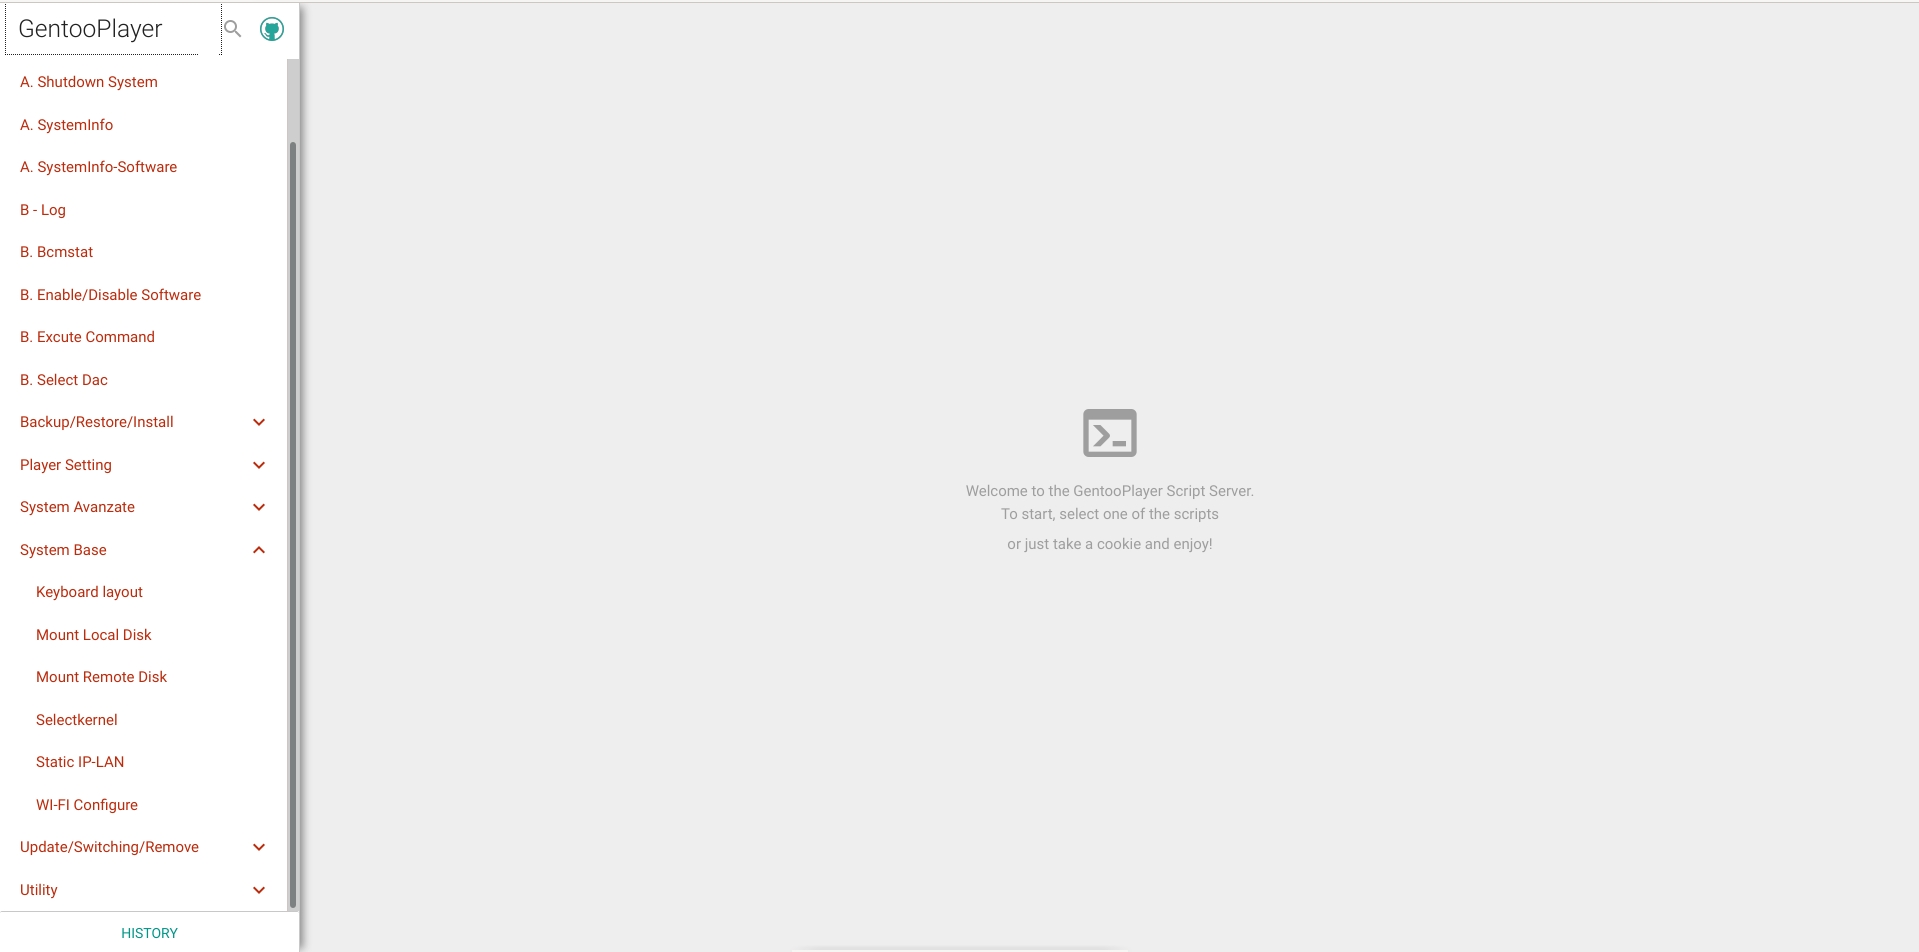 GentooPlayer
A. Shutdown System
A. SystemInfo
A. SystemInfo-Software
B - Log
B. Bcmstat
B. Enable/Disable Software
B. Excute Command
B. Select Dac
Backup/Restore/Install
Player Setting
System Avanzate
System Base
Keyboard layout
Mount Local Disk
Mount Remote Disk
Selectkernel
Static IP-LAN
WI-FI Configure
Update/Switching/Remove
Utility
HISTORY
Welcome to the GentooPlayer Script Server.
To start, select one of the scripts
or just take a cookie and enjoy!